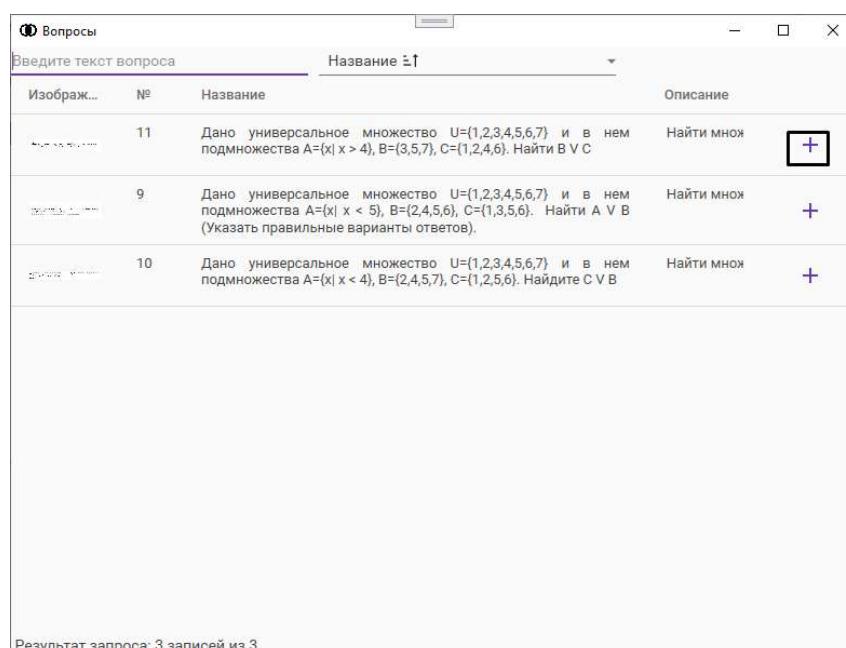 Вопросы
Введите текст вопроса
Название
Изображ... № Название Описание
11 Дано универсальное множество U={1,2,3,4,5,6,7} и в нем Найти множ
подмножества A={x| x > 4}, B={3,5,7}, C={1,2,4,6}. Найти B V C
9 Дано универсальное множество U={1,2,3,4,5,6,7} и в нем Найти множ
подмножества A={x| x < 5}, B={2,4,5,6}, C={1,3,5,6}. Найти A V B
(Указать правильные варианты ответов).
10 Дано универсальное множество U={1,2,3,4,5,6,7} и в нем Найти множ
подмножества A={x| x < 4}, B={2,4,5,7}, C={1,2,5,6}. Найдите C V B
Результат запроса: 3 записей из 3